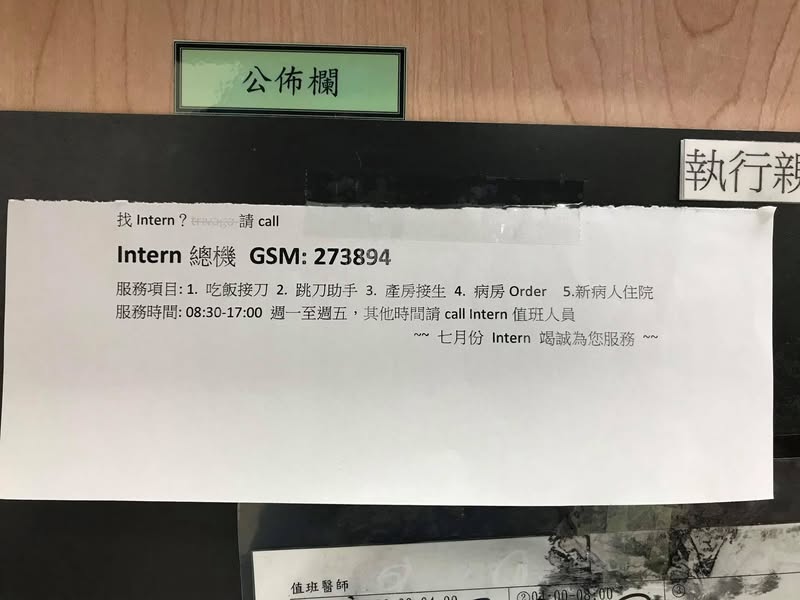 公佈欄
執行親
找 Intern？trivago 請 call
Intern 總機 GSM: 273894
服務項目: 1. 吃飯接刀 2. 跳刀助手 3. 產房接生 4. 病房 Order 5.新病人住院
服務時間: 08:30-17:00 週一至週五，其他時間請 call Intern 值班人員
~~ 七月份 Intern 竭誠為您服務 ~~
值班醫師